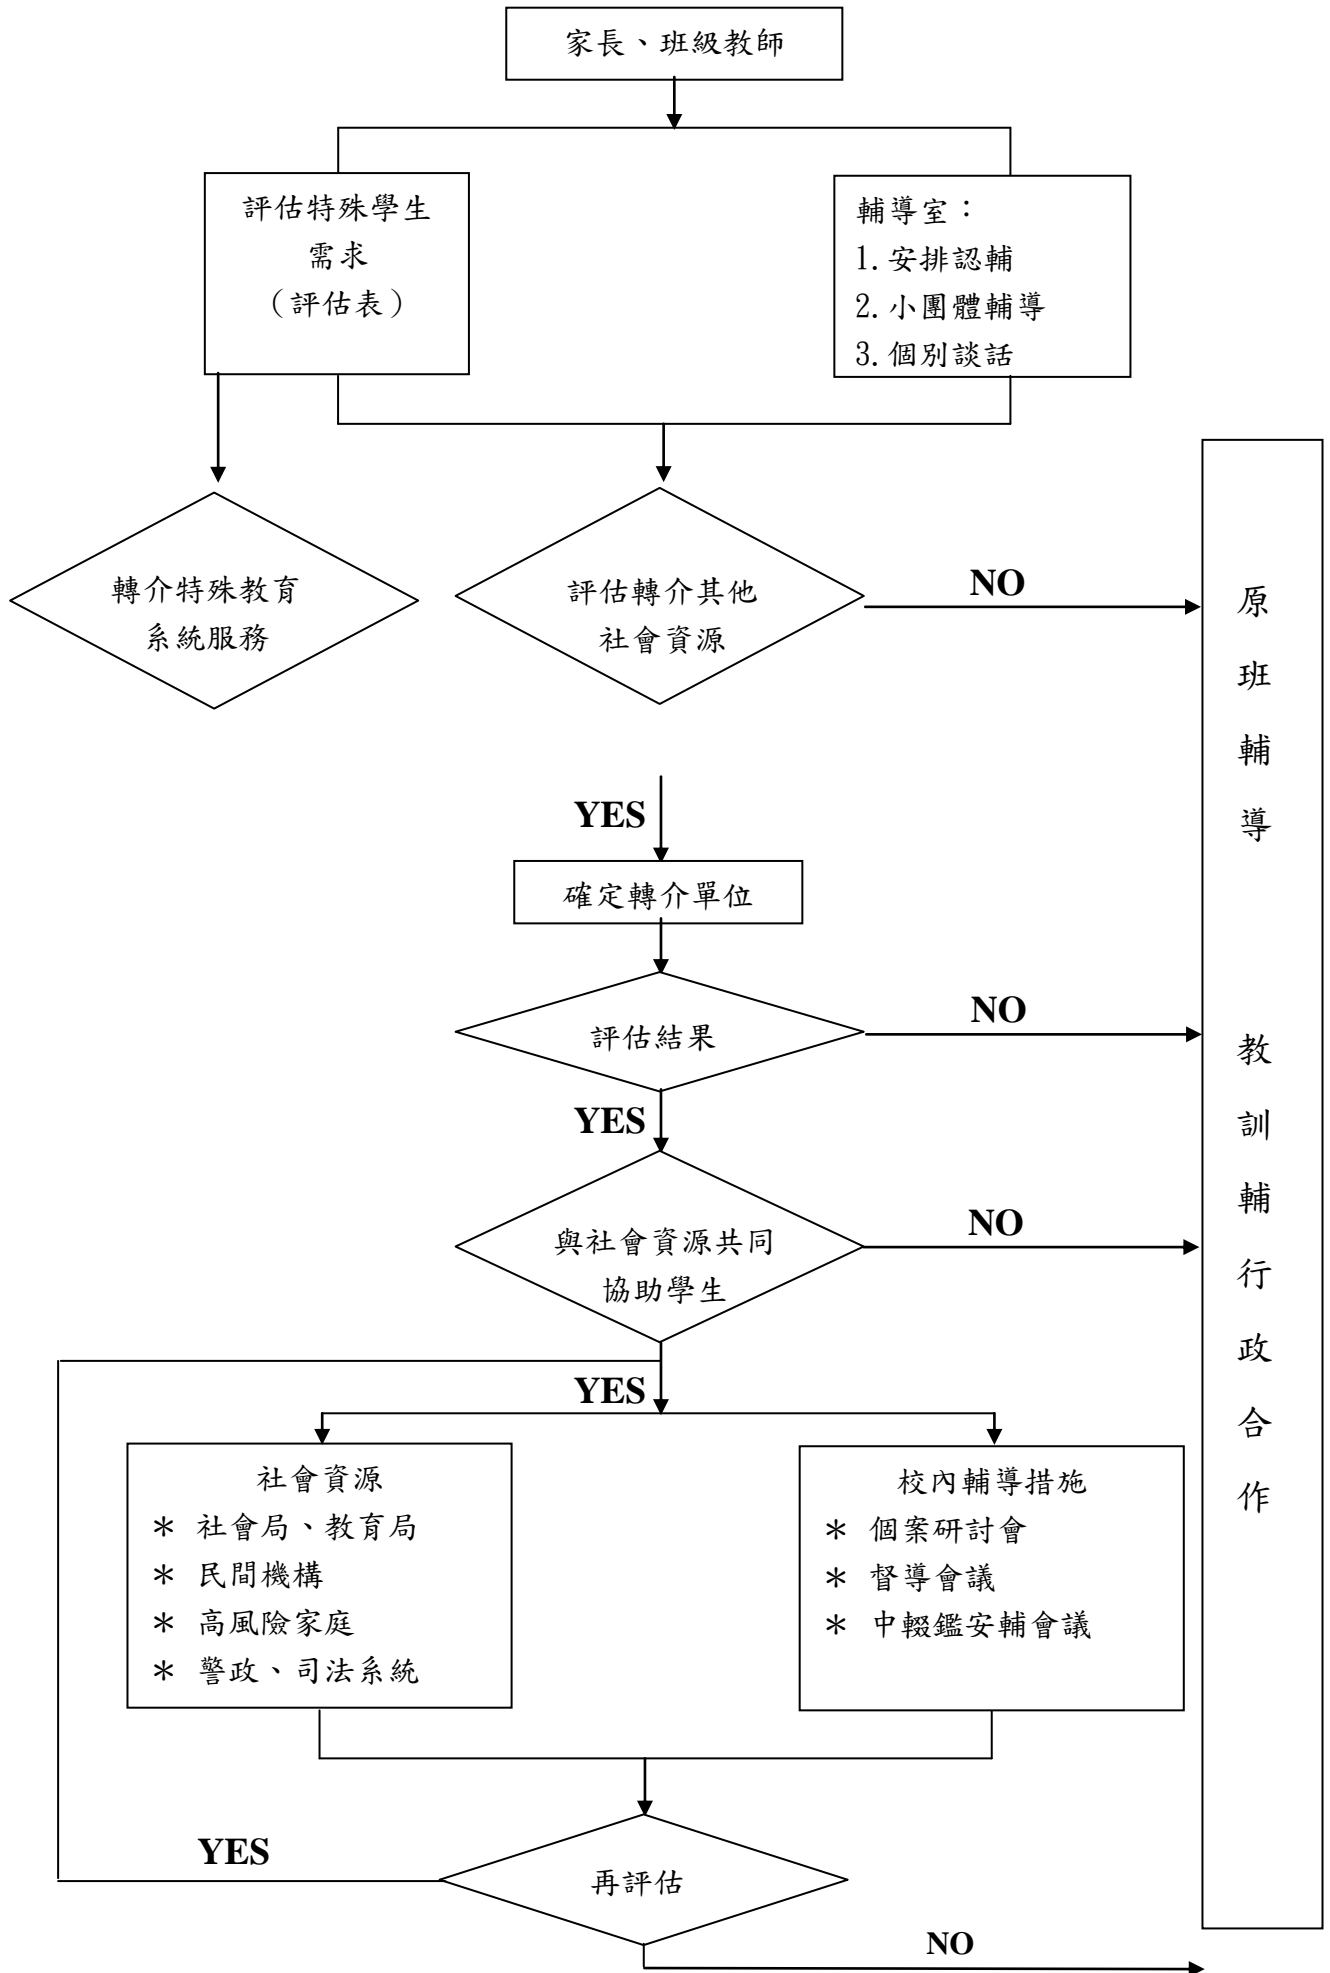 家長、班級教師
評估特殊學生
需求
（評估表）
輔導室：
1.安排認輔
2.小團體輔導
3.個別談話
轉介特殊教育
系統服務
評估轉介其他
社會資源
NO
YES
確定轉介單位
評估結果
NO
YES
與社會資源共同
協助學生
NO
YES
社會資源
＊ 社會局、教育局
＊ 民間機構
＊ 高風險家庭
＊ 警政、司法系統
校內輔導措施
＊ 個案研討會
＊ 督導會議
＊ 中輟鑑安輔會議
YES
再評估
NO
原班輔導　教訓輔行政合作